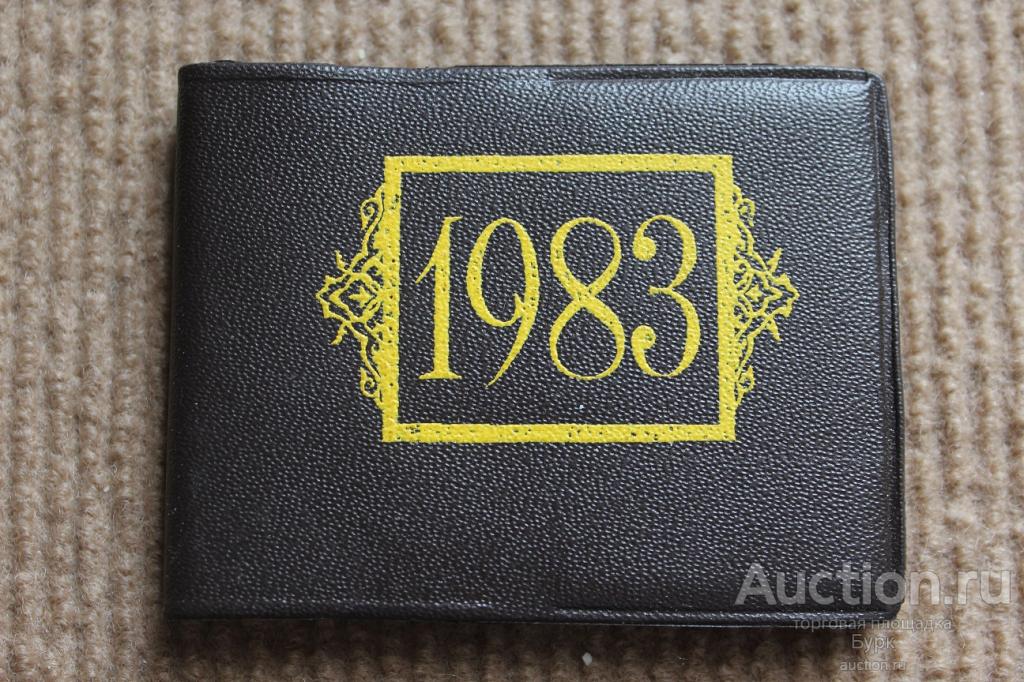 1983
Auction.ru
торговая площадка
Бурк
auction.ru